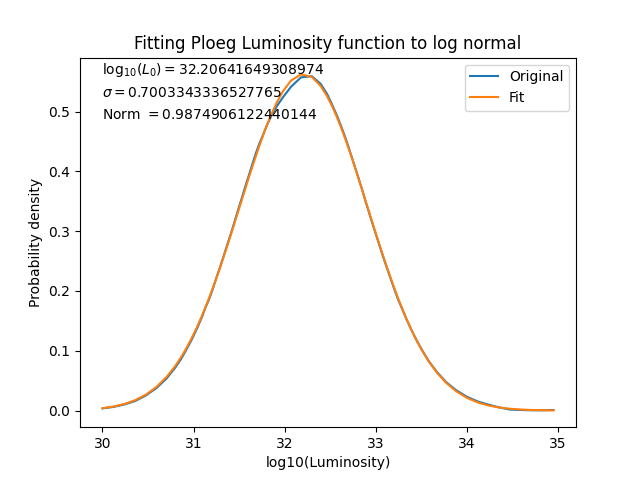 Fitting Ploeg Luminosity function to log normal
log₁₀(L₀) = 32.20641649308974
σ = 0.7003343336527765
Norm = 0.9874906122440144
Original
Fit
Probability density
0.5
0.4
0.3
0.2
0.1
0.0
30 31 32 33 34 35
log10(Luminosity)